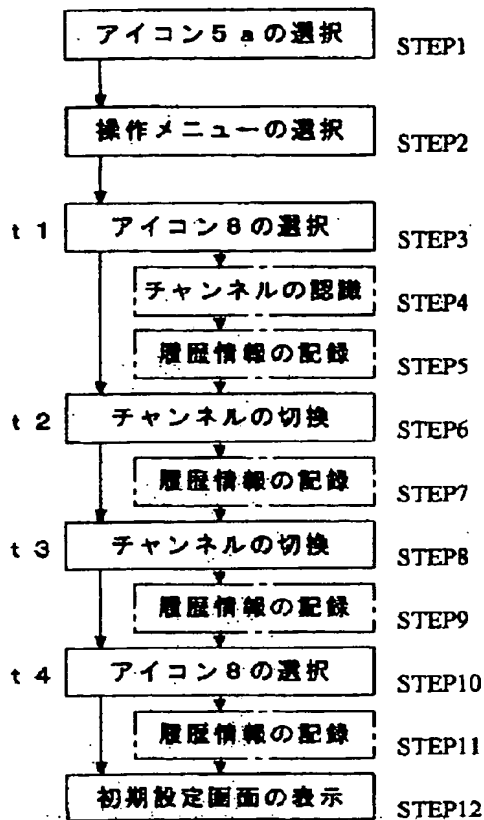 アイコン5aの選択 STEP1
操作メニューの選択 STEP2
t1 アイコン8の選択 STEP3
チャンネルの認識 STEP4
履歴情報の記録 STEP5
t2 チャンネルの切換 STEP6
履歴情報の記録 STEP7
t3 チャンネルの切換 STEP8
履歴情報の記録 STEP9
t4 アイコン8の選択 STEP10
履歴情報の記録 STEP11
初期設定画面の表示 STEP12